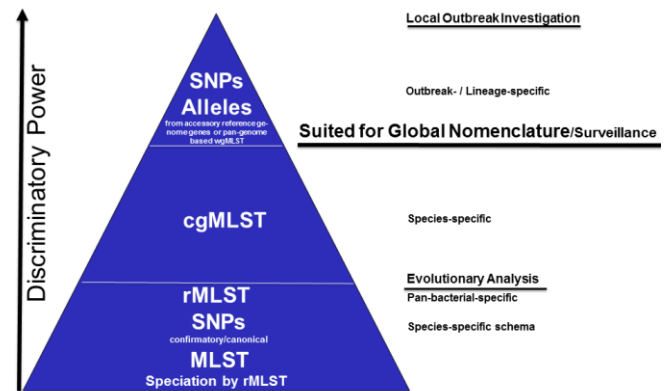 Discriminatory Power
SNPs
Alleles
from accessory reference ge-
nome genes or pan-genome
based wgMLST
cgMLST
rMLST
SNPs
confirmatory/canonical
MLST
Speciation by rMLST
Local Outbreak Investigation
Outbreak- / Lineage-specific
Suited for Global Nomenclature/Surveillance
Species-specific
Evolutionary Analysis
Pan-bacterial-specific
Species-specific schema